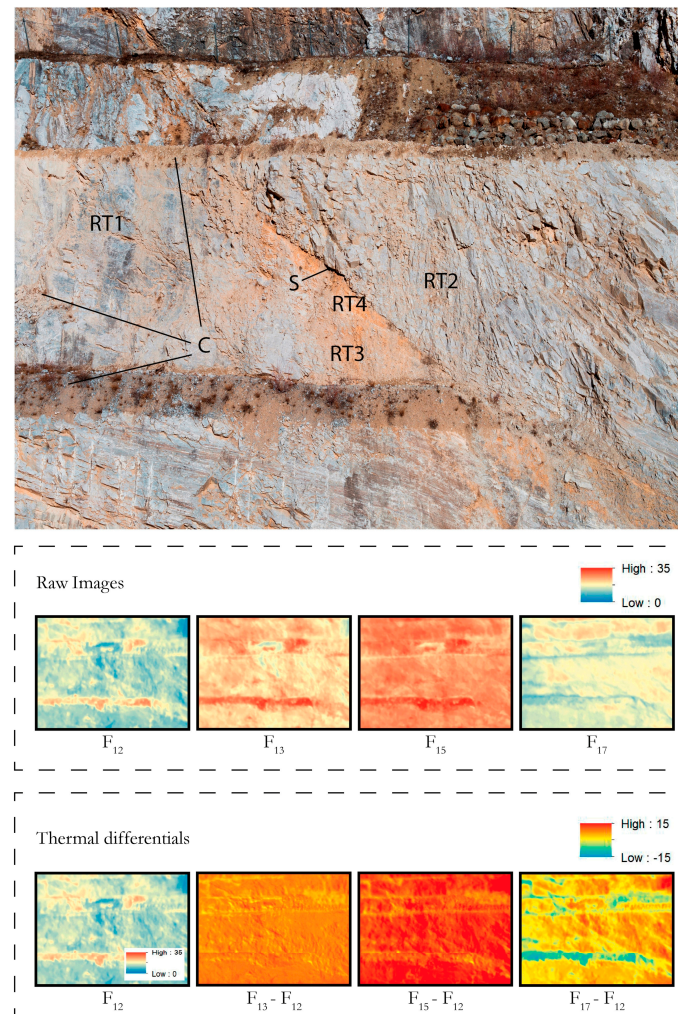 RT1
S
RT2
RT4
RT3
C
Raw Images
High : 35
Low : 0
F₁₂
F₁₃
F₁₅
F₁₇
Thermal differentials
High : 15
Low : -15
High : 35
Low : 0
F₁₂
F₁₃ - F₁₂
F₁₅ - F₁₂
F₁₇ - F₁₂